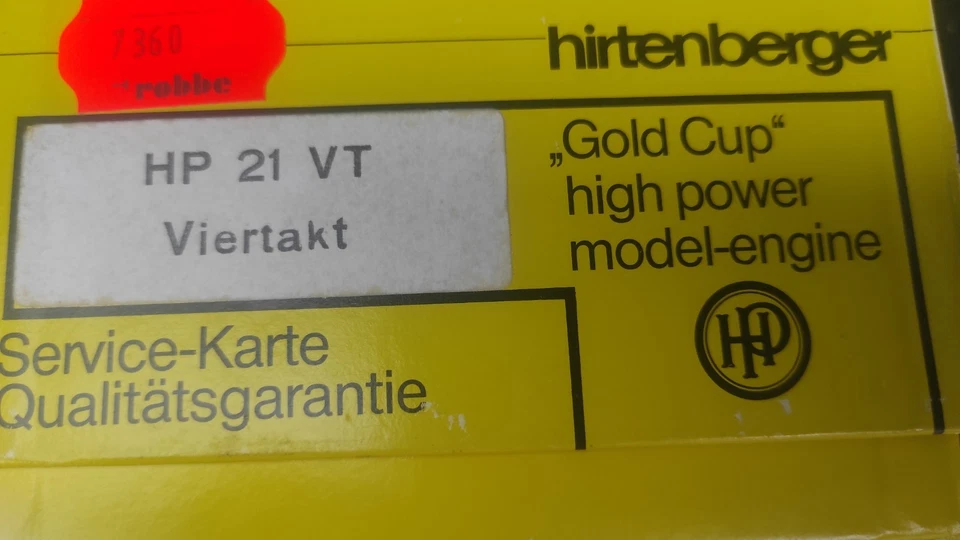 7360
robbe
hirtenberger
HP 21 VT
Viertakt
„Gold Cup“
high power
model-engine
HP
Service-Karte
Qualitätsgarantie